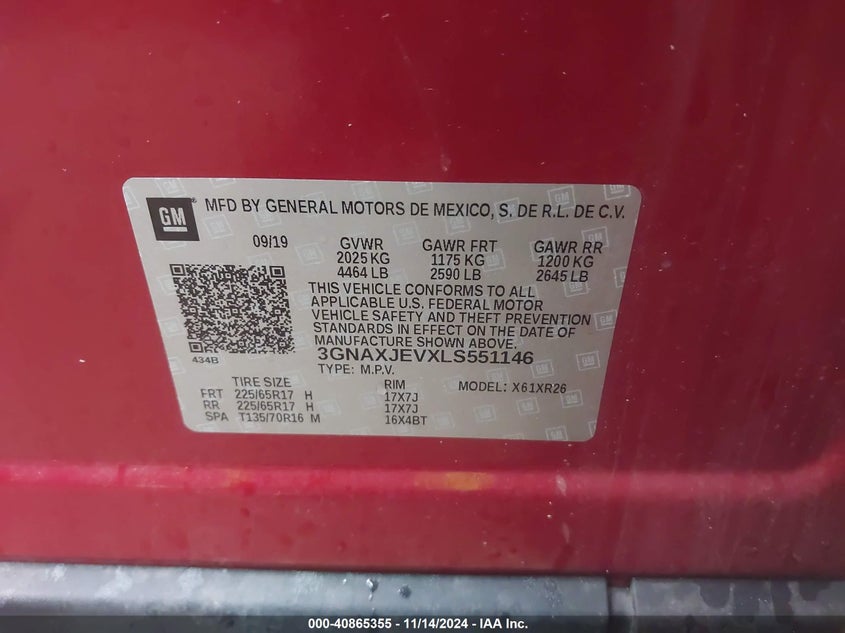 GM ® MFD BY GENERAL MOTORS DE MEXICO, S. DE R.L. DE C.V.
09/19 GVWR GAWR FRT GAWR RR
2025 KG 1175 KG 1200 KG
4464 LB 2590 LB 2645 LB
THIS VEHICLE CONFORMS TO ALL
APPLICABLE U.S. FEDERAL MOTOR
VEHICLE SAFETY AND THEFT PREVENTION
STANDARDS IN EFFECT ON THE DATE OF
MANUFACTURE SHOWN ABOVE.
434B 3GNAXJEVXLS551146
TYPE: M.P.V.
TIRE SIZE RIM MODEL: X61XR26
FRT 225/65R17 H 17X7J
RR 225/65R17 H 17X7J
SPA T135/70R16 M 16X4BT
000-40865355 - 11/14/2024 - IAA Inc.